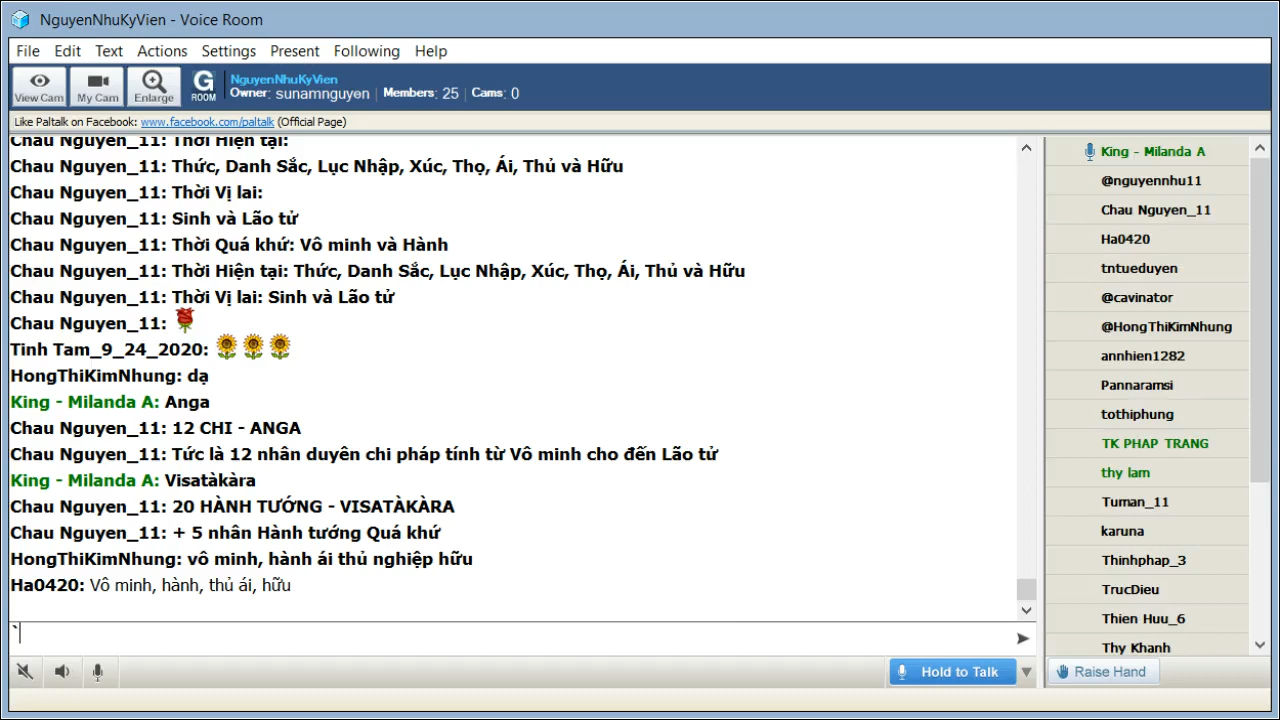 NguyenNhuKyVien - Voice Room
File Edit Text Actions Settings Present Following Help
View Cam My Cam Enlarge G ROOM
NguyenNhuKyVien
Owner: sunamnguyen | Members: 25 | Cams: 0
Like Paltalk on Facebook: www.facebook.com/paltalk (Official Page)
Chau Nguyen_11: Thời Hiện tại:
Chau Nguyen_11: Thức, Danh Sắc, Lục Nhập, Xúc, Thọ, Ái, Thủ và Hữu
Chau Nguyen_11: Thời Vị lai:
Chau Nguyen_11: Sinh và Lão tử
Chau Nguyen_11: Thời Quá khứ: Vô minh và Hành
Chau Nguyen_11: Thời Hiện tại: Thức, Danh Sắc, Lục Nhập, Xúc, Thọ, Ái, Thủ và Hữu
Chau Nguyen_11: Thời Vị lai: Sinh và Lão tử
Chau Nguyen_11:
Tinh Tam_9_24_2020:
HongThiKimNhung: dạ
King - Milanda A: Anga
Chau Nguyen_11: 12 CHI - ANGA
Chau Nguyen_11: Tức là 12 nhân duyên chi pháp tính từ Vô minh cho đến Lão tử
King - Milanda A: Visatàkàra
Chau Nguyen_11: 20 HÀNH TƯỚNG - VISATÀKÀRA
Chau Nguyen_11: + 5 nhân Hành tướng Quá khứ
HongThiKimNhung: vô minh, hành ái thủ nghiệp hữu
Ha0420: Vô minh, hành, thủ ái, hữu
`
Hold to Talk
King - Milanda A
@nguyennhu11
Chau Nguyen_11
Ha0420
tntueduyen
@cavinator
@HongThiKimNhung
annhien1282
Pannaramsi
tothiphung
TK PHAP TRANG
thy lam
Tuman_11
karuna
Thinhphap_3
TrucDieu
Thien Huu_6
Thy Khanh
Raise Hand